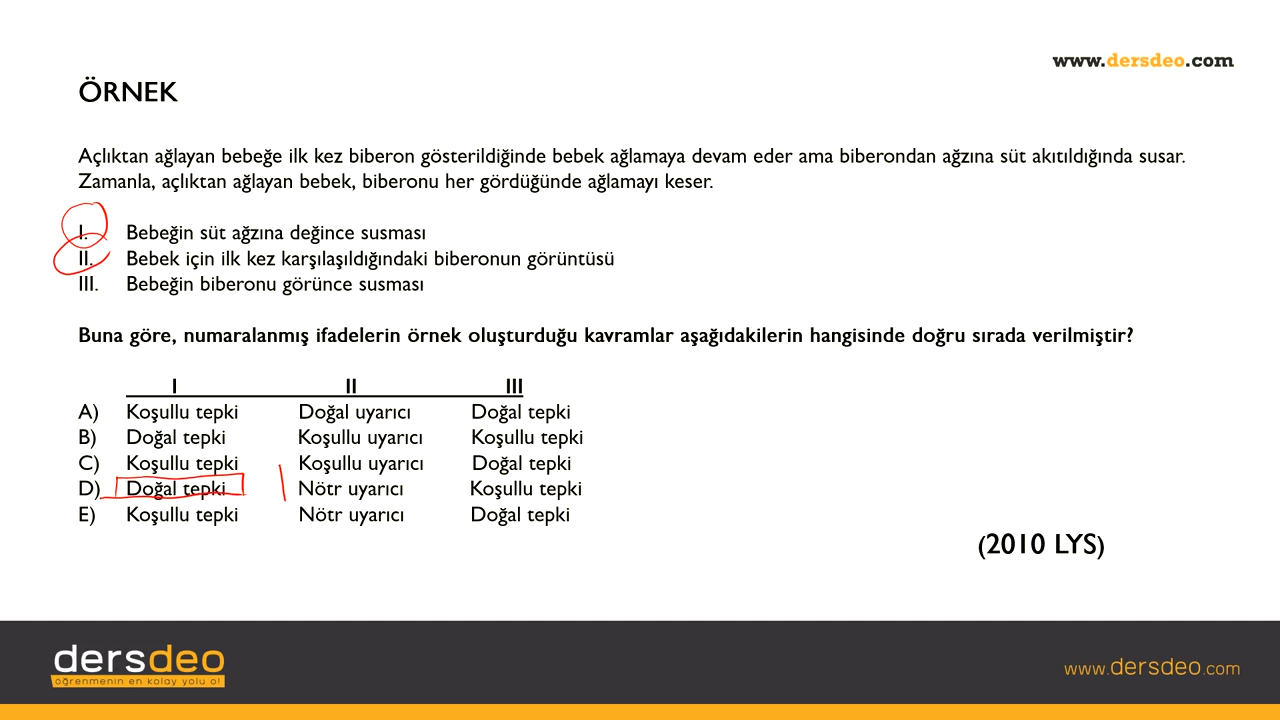 www.dersdeo.com
ÖRNEK
Açlıktan ağlayan bebeğe ilk kez biberon gösterildiğinde bebek ağlamaya devam eder ama biberondan ağzına süt akıtıldığında susar.
Zamanla, açlıktan ağlayan bebek, biberonu her gördüğünde ağlamayı keser.
I. Bebeğin süt ağzına değince susması
II. Bebek için ilk kez karşılaşıldığındaki biberonun görüntüsü
III. Bebeğin biberonu görünce susması
Buna göre, numaralanmış ifadelerin örnek oluşturduğu kavramlar aşağıdakilerin hangisinde doğru sırada verilmiştir?
I II III
A) Koşullu tepki Doğal uyarıcı Doğal tepki
B) Doğal tepki Koşullu uyarıcı Koşullu tepki
C) Koşullu tepki Koşullu uyarıcı Doğal tepki
D) Doğal tepki Nötr uyarıcı Koşullu tepki
E) Koşullu tepki Nötr uyarıcı Doğal tepki
(2010 LYS)
dersdeo
öğrenmenin en kolay yolu o!
www.dersdeo.com